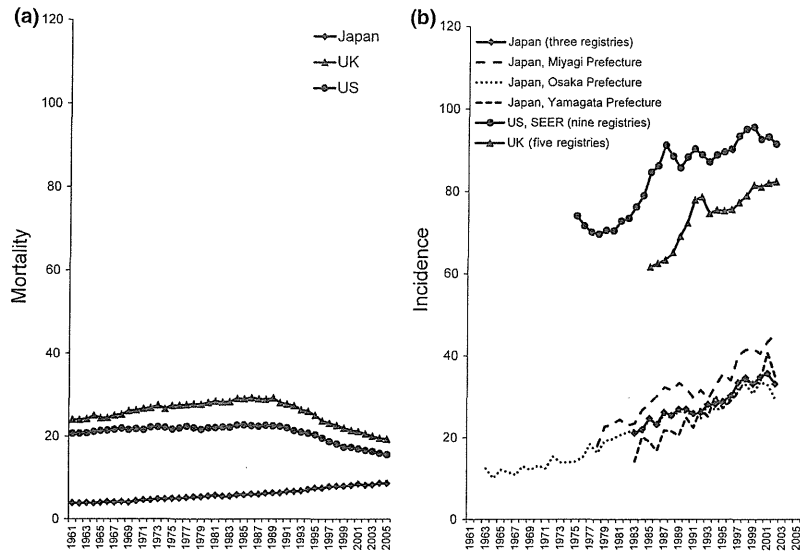 (a)
120
100
80
60
40
20
0
Mortality
Japan
UK
US
1961 1963 1965 1967 1969 1971 1973 1975 1977 1979 1981 1983 1985 1987 1989 1991 1993 1995 1997 1999 2001 2003 2005
(b)
120
100
80
60
40
20
0
Incidence
Japan (three registries)
Japan, Miyagi Prefecture
Japan, Osaka Prefecture
Japan, Yamagata Prefecture
US, SEER (nine registries)
UK (five registries)
1961 1963 1965 1967 1969 1971 1973 1975 1977 1979 1981 1983 1985 1987 1989 1991 1993 1995 1997 1999 2001 2003 2005